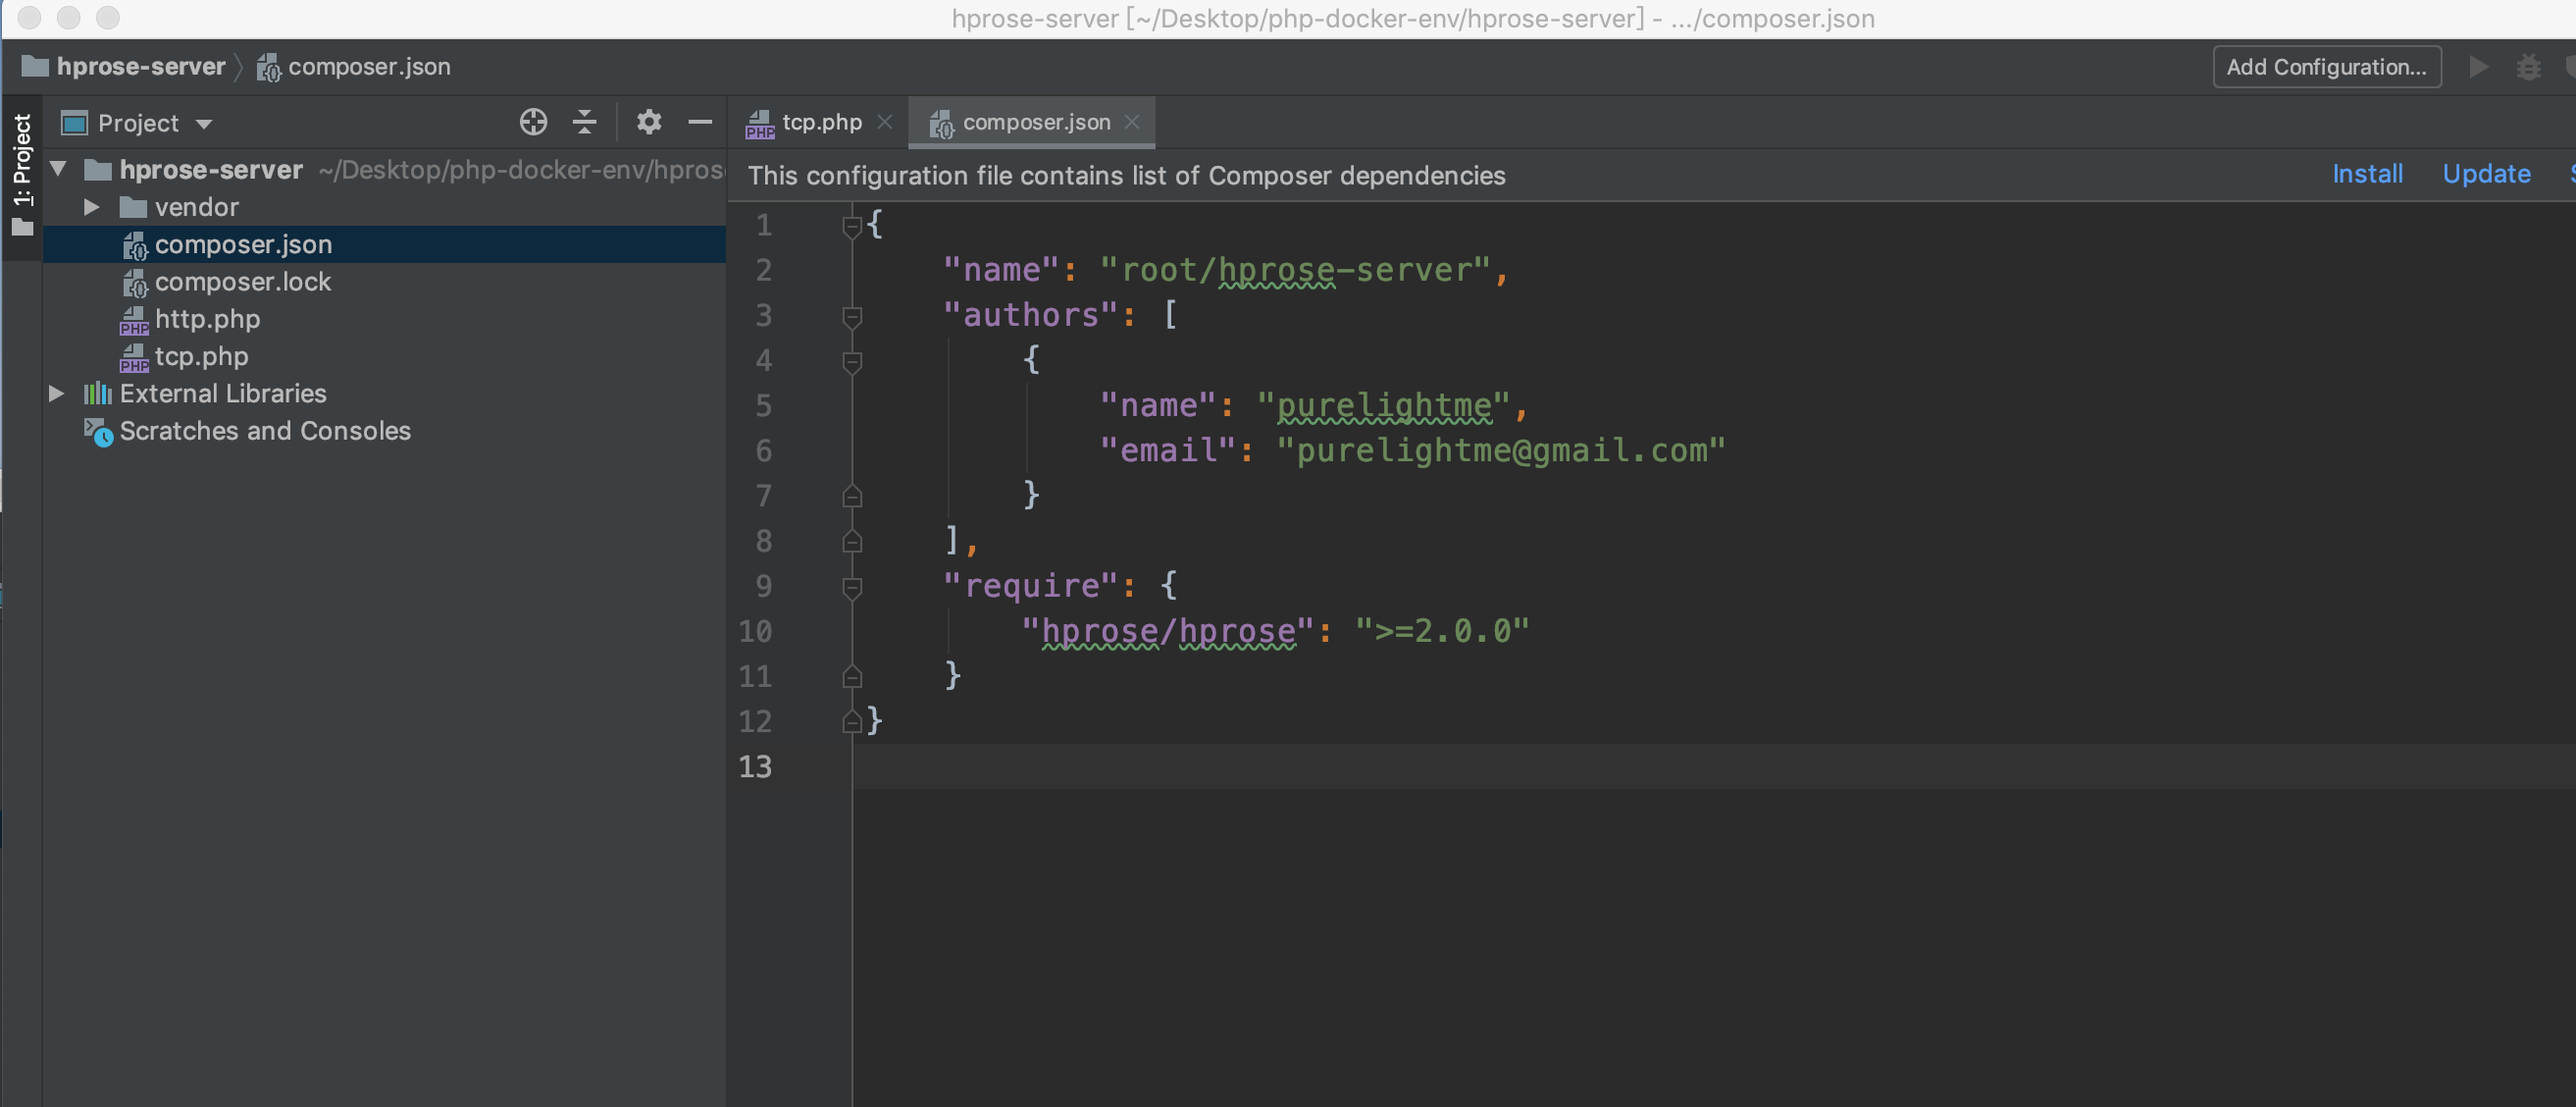 hprose-server [~/Desktop/php-docker-env/hprose-server] - .../composer.json
hprose-server composer.json
Add Configuration...
1: Project
Project
tcp.php
composer.json
hprose-server ~/Desktop/php-docker-env/hpros
vendor
composer.json
composer.lock
PHP http.php
PHP tcp.php
External Libraries
Scratches and Consoles
This configuration file contains list of Composer dependencies
Install Update
1 {
2 "name": "root/hprose-server",
3 "authors": [
4 {
5 "name": "purelightme",
6 "email": "purelightme@gmail.com"
7 }
8 ],
9 "require": {
10 "hprose/hprose": ">=2.0.0"
11 }
12 }
13